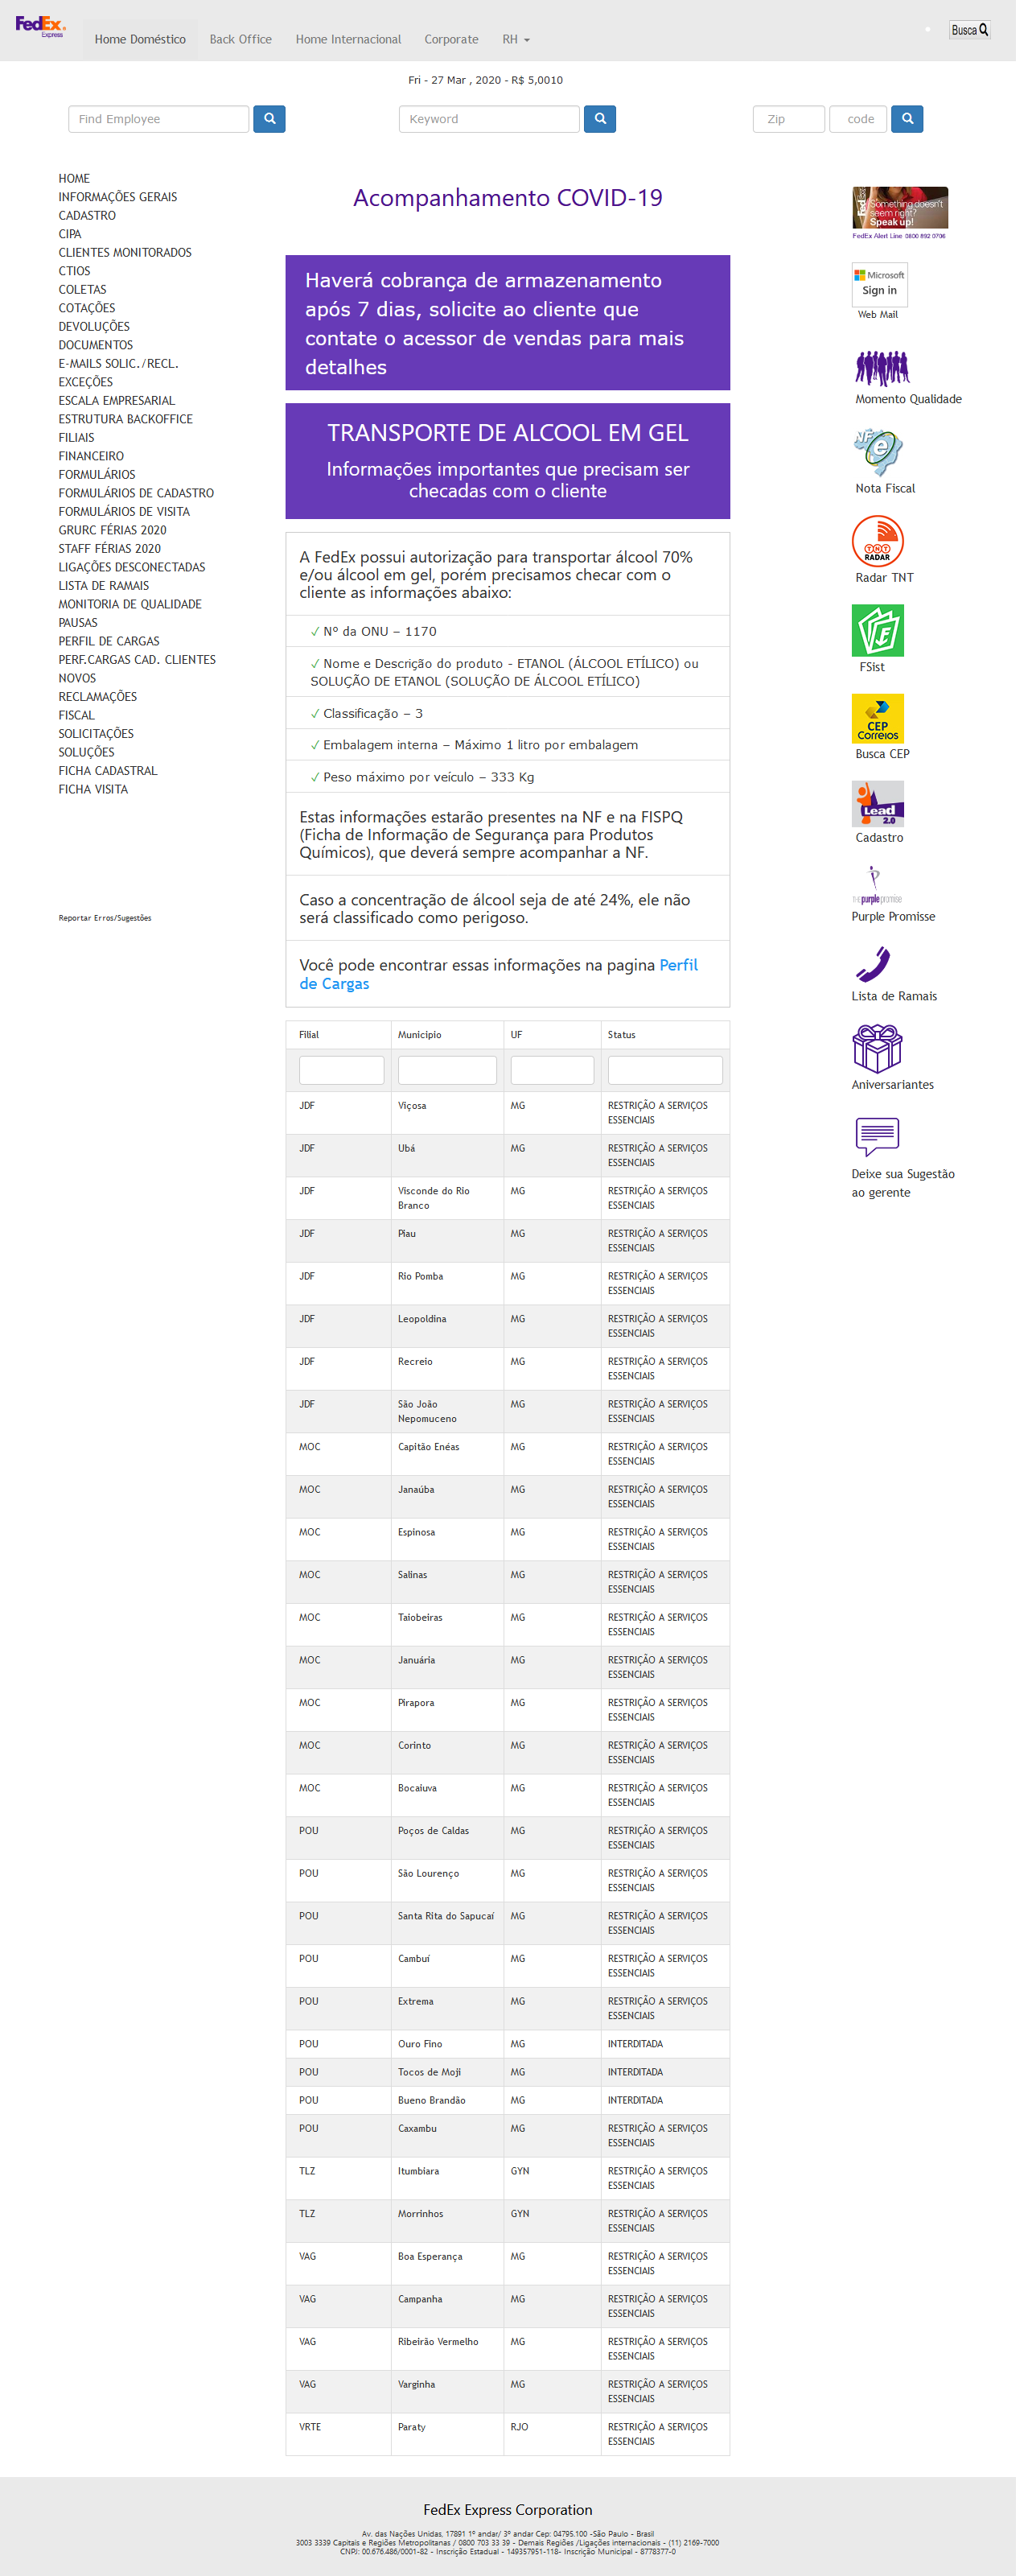 FedEx
Express
Home Doméstico Back Office Home Internacional Corporate RH
Busca
Fri - 27 Mar , 2020 - R$ 5,0010
Find Employee
Keyword
Zip code
HOME
INFORMAÇÕES GERAIS
CADASTRO
CIPA
CLIENTES MONITORADOS
CTIOS
COLETAS
COTAÇÕES
DEVOLUÇÕES
DOCUMENTOS
E-MAILS SOLIC./RECL.
EXCEÇÕES
ESCALA EMPRESARIAL
ESTRUTURA BACKOFFICE
FILIAIS
FINANCEIRO
FORMULÁRIOS
FORMULÁRIOS DE CADASTRO
FORMULÁRIOS DE VISITA
GRURC FÉRIAS 2020
STAFF FÉRIAS 2020
LIGAÇÕES DESCONECTADAS
LISTA DE RAMAIS
MONITORIA DE QUALIDADE
PAUSAS
PERFIL DE CARGAS
PERF.CARGAS CAD. CLIENTES
NOVOS
RECLAMAÇÕES
FISCAL
SOLICITAÇÕES
SOLUÇÕES
FICHA CADASTRAL
FICHA VISITA
Reportar Erros/Sugestões
Acompanhamento COVID-19
Haverá cobrança de armazenamento
após 7 dias, solicite ao cliente que
contate o acessor de vendas para mais
detalhes
TRANSPORTE DE ALCOOL EM GEL
Informações importantes que precisam ser
checadas com o cliente
A FedEx possui autorização para transportar álcool 70%
e/ou álcool em gel, porém precisamos checar com o
cliente as informações abaixo:
✓ Nº da ONU – 1170
✓ Nome e Descrição do produto - ETANOL (ÁLCOOL ETÍLICO) ou
SOLUÇÃO DE ETANOL (SOLUÇÃO DE ÁLCOOL ETÍLICO)
✓ Classificação – 3
✓ Embalagem interna – Máximo 1 litro por embalagem
✓ Peso máximo por veículo – 333 Kg
Estas informações estarão presentes na NF e na FISPQ
(Ficha de Informação de Segurança para Produtos
Químicos), que deverá sempre acompanhar a NF.
Caso a concentração de álcool seja de até 24%, ele não
será classificado como perigoso.
Você pode encontrar essas informações na pagina Perfil
de Cargas
Filial Municipio UF Status
JDF Viçosa MG RESTRIÇÃO A SERVIÇOS
ESSENCIAIS
JDF Ubá MG RESTRIÇÃO A SERVIÇOS
ESSENCIAIS
JDF Visconde do Rio MG RESTRIÇÃO A SERVIÇOS
Branco ESSENCIAIS
JDF Piau MG RESTRIÇÃO A SERVIÇOS
ESSENCIAIS
JDF Rio Pomba MG RESTRIÇÃO A SERVIÇOS
ESSENCIAIS
JDF Leopoldina MG RESTRIÇÃO A SERVIÇOS
ESSENCIAIS
JDF Recreio MG RESTRIÇÃO A SERVIÇOS
ESSENCIAIS
JDF São João MG RESTRIÇÃO A SERVIÇOS
Nepomuceno ESSENCIAIS
MOC Capitão Enéas MG RESTRIÇÃO A SERVIÇOS
ESSENCIAIS
MOC Janaúba MG RESTRIÇÃO A SERVIÇOS
ESSENCIAIS
MOC Espinosa MG RESTRIÇÃO A SERVIÇOS
ESSENCIAIS
MOC Salinas MG RESTRIÇÃO A SERVIÇOS
ESSENCIAIS
MOC Taiobeiras MG RESTRIÇÃO A SERVIÇOS
ESSENCIAIS
MOC Januária MG RESTRIÇÃO A SERVIÇOS
ESSENCIAIS
MOC Pirapora MG RESTRIÇÃO A SERVIÇOS
ESSENCIAIS
MOC Corinto MG RESTRIÇÃO A SERVIÇOS
ESSENCIAIS
MOC Bocaiuva MG RESTRIÇÃO A SERVIÇOS
ESSENCIAIS
POU Poços de Caldas MG RESTRIÇÃO A SERVIÇOS
ESSENCIAIS
POU São Lourenço MG RESTRIÇÃO A SERVIÇOS
ESSENCIAIS
POU Santa Rita do Sapucaí MG RESTRIÇÃO A SERVIÇOS
ESSENCIAIS
POU Cambuí MG RESTRIÇÃO A SERVIÇOS
ESSENCIAIS
POU Extrema MG RESTRIÇÃO A SERVIÇOS
ESSENCIAIS
POU Ouro Fino MG INTERDITADA
POU Tocos de Moji MG INTERDITADA
POU Bueno Brandão MG INTERDITADA
POU Caxambu MG RESTRIÇÃO A SERVIÇOS
ESSENCIAIS
TLZ Itumbiara GYN RESTRIÇÃO A SERVIÇOS
ESSENCIAIS
TLZ Morrinhos GYN RESTRIÇÃO A SERVIÇOS
ESSENCIAIS
VAG Boa Esperança MG RESTRIÇÃO A SERVIÇOS
ESSENCIAIS
VAG Campanha MG RESTRIÇÃO A SERVIÇOS
ESSENCIAIS
VAG Ribeirão Vermelho MG RESTRIÇÃO A SERVIÇOS
ESSENCIAIS
VAG Varginha MG RESTRIÇÃO A SERVIÇOS
ESSENCIAIS
VRTE Paraty RJO RESTRIÇÃO A SERVIÇOS
ESSENCIAIS
FedEx
Something doesn't
seem right?
Speak up!
FedEx Alert Line: 0800 892 0706
Microsoft
Sign in
Web Mail
Momento Qualidade
NF e
Nota Fiscal
TNT
RADAR
Radar TNT
FSist
CEP
Correios
Busca CEP
Lead
2.0
Cadastro
THE purple promise
Purple Promisse
Lista de Ramais
Aniversariantes
Deixe sua Sugestão
ao gerente
FedEx Express Corporation
Av. das Nações Unidas, 17891 1º andar/ 3º andar Cep: 04795.100 -São Paulo - Brasil
3003 3339 Capitais e Regiões Metropolitanas / 0800 703 33 39 - Demais Regiões /Ligações internacionais - (11) 2169-7000
CNPJ: 00.676.486/0001-82 - Inscrição Estadual - 149357951-118- Inscrição Municipal - 8778377-0